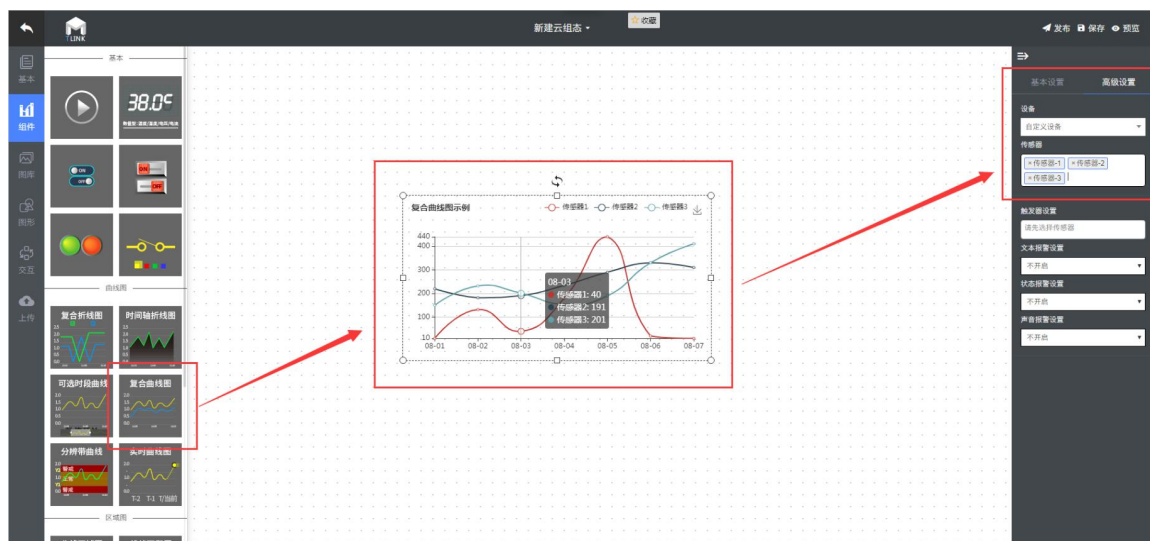 TLINK
新建云组态
收藏
发布 保存 预览
基本
组件
图库
图形
交互
上传
基本
38.0℃
ON
OFF
ON
OFF
曲线图
复合折线图
时间轴折线图
可选时段曲线
复合曲线图
分辨带曲线
实时曲线图
T-2 T-1 T/当前
区域图
复合曲线图示例
传感器1 传感器2 传感器3
440
400
300
200
100
10
08-01 08-02 08-03 08-04 08-05 08-06 08-07
08-03
传感器1: 40
传感器2: 191
传感器3: 201
基本设置 高级设置
设备
自定义设备
传感器
×传感器-1 ×传感器-2
×传感器-3
触发器设置
请先选择传感器
文本报警设置
不开启
状态报警设置
不开启
声音报警设置
不开启